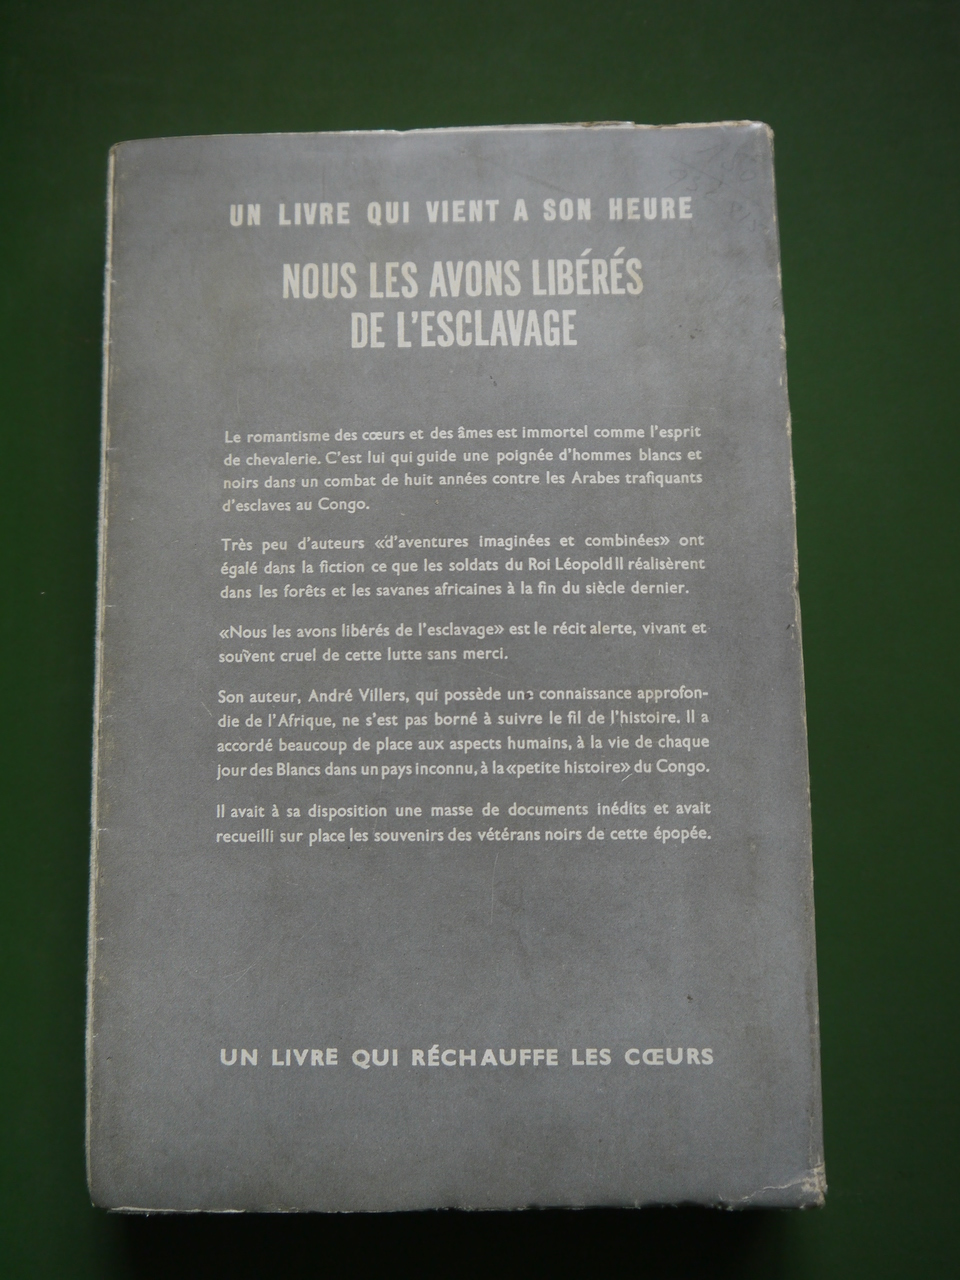 UN LIVRE QUI VIENT A SON HEURE
NOUS LES AVONS LIBÉRÉS
DE L'ESCLAVAGE
Le romantisme des cœurs et des âmes est immortel comme l'esprit
de chevalerie. C'est lui qui guide une poignée d'hommes blancs et
noirs dans un combat de huit années contre les Arabes trafiquants
d'esclaves au Congo.
Très peu d'auteurs «d'aventures imaginées et combinées» ont
égalé dans la fiction ce que les soldats du Roi Léopold II réalisèrent
dans les forêts et les savanes africaines à la fin du siècle dernier.
«Nous les avons libérés de l'esclavage» est le récit alerte, vivant et
souvent cruel de cette lutte sans merci.
Son auteur, André Villers, qui possède une connaissance approfon-
die de l'Afrique, ne s'est pas borné à suivre le fil de l'histoire. Il a
accordé beaucoup de place aux aspects humains, à la vie de chaque
jour des Blancs dans un pays inconnu, à la «petite histoire» du Congo.
Il avait à sa disposition une masse de documents inédits et avait
recueilli sur place les souvenirs des vétérans noirs de cette épopée.
UN LIVRE QUI RÉCHAUFFE LES CŒURS